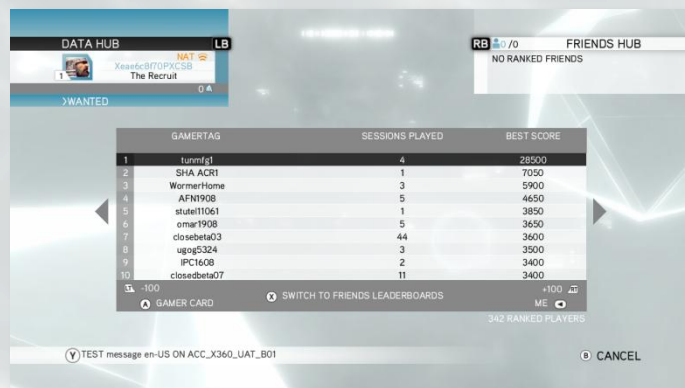 DATA HUB LB
NAT
Xeae6c8f70PXCSB
1 The Recruit
0
>WANTED
RB 0 /0 FRIENDS HUB
NO RANKED FRIENDS
GAMERTAG SESSIONS PLAYED BEST SCORE
1 tunmfg1 4 28500
2 SHA ACR1 1 7050
3 WormerHome 3 5900
4 AFN1908 5 4650
5 stutel11061 1 3850
6 omar1908 5 3650
7 closebeta03 44 3600
8 ugog5324 3 3500
9 IPC1608 2 3400
10 closedbeta07 11 3400
-100 +100
A GAMER CARD X SWITCH TO FRIENDS LEADERBOARDS ME
342 RANKED PLAYERS
Y TEST message en-US ON ACC_X360_UAT_B01 B CANCEL